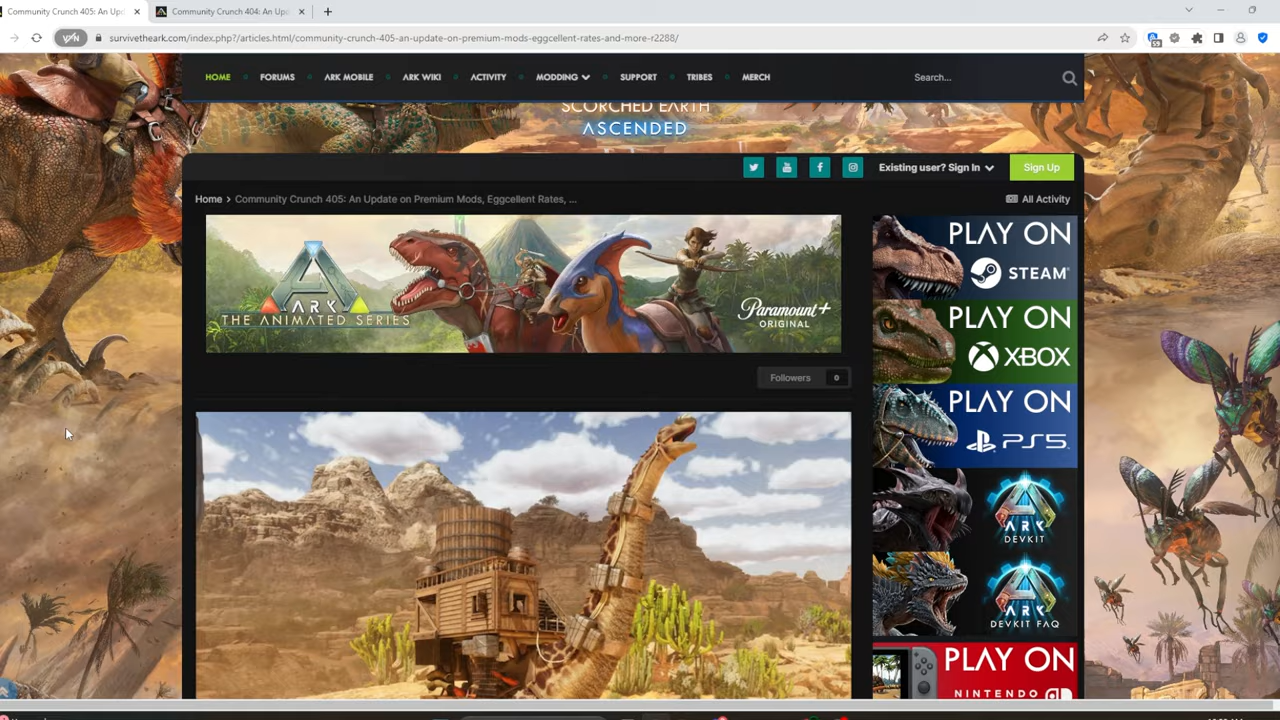 Community Crunch 405: An Up
Community Crunch 404: An Up
VPN
survivetheark.com/index.php?/articles.html/community-crunch-405-an-update-on-premium-mods-eggcellent-rates-and-more-r2288/
59
HOME FORUMS ARK MOBILE ARK WIKI ACTIVITY MODDING SUPPORT TRIBES MERCH Search...
SCORCHED EARTH
ASCENDED
Existing user? Sign In Sign Up
Home > Community Crunch 405: An Update on Premium Mods, Eggcellent Rates, ... All Activity
ARK
THE ANIMATED SERIES
Paramount+
ORIGINAL
Followers 0
PLAY ON
STEAM
PLAY ON
XBOX
PLAY ON
PS5
ARK
DEVKIT
ARK
DEVKIT FAQ
PLAY ON
NINTENDO